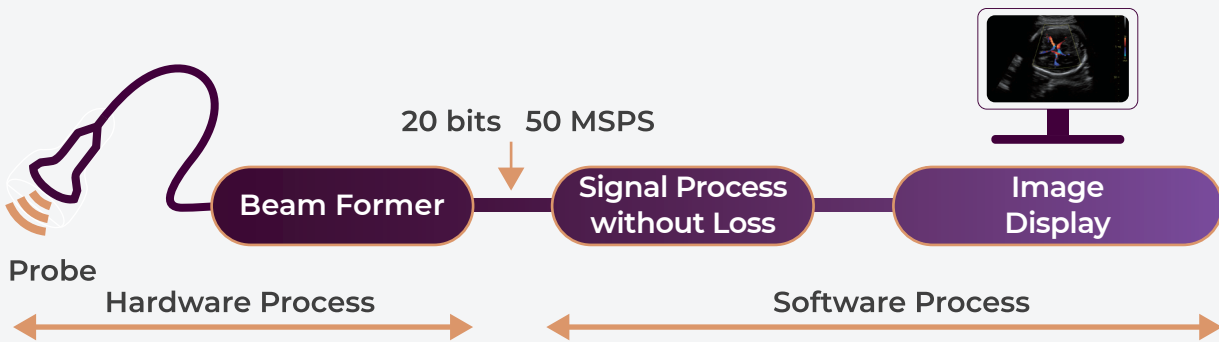 20 bits 50 MSPS
Beam Former
Signal Process
without Loss
Image
Display
Probe
Hardware Process
Software Process